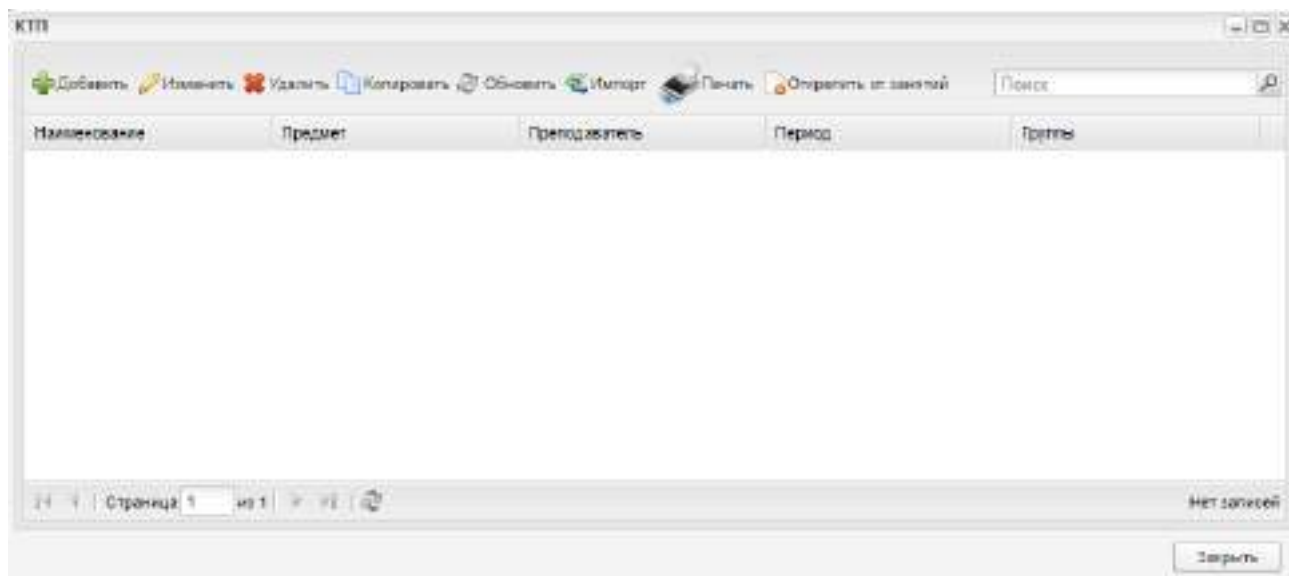 КТП
Добавить Изменить Удалить Копировать Обновить Импорт Печать Открепить от занятий Поиск
Наименование Предмет Преподаватель Период Группы
Страница 1 из 1 Нет записей
Закрыть